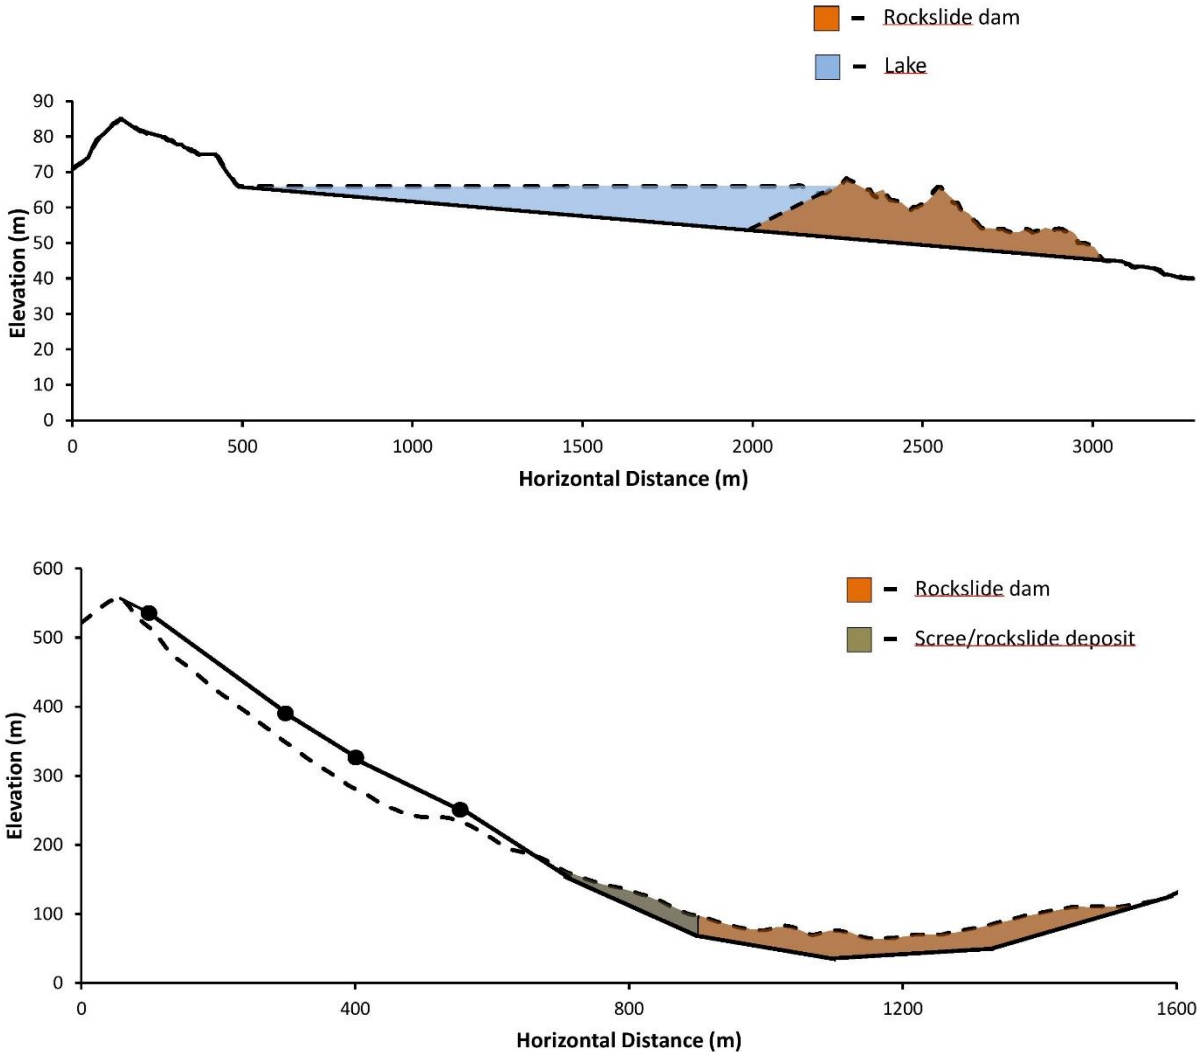 Rockslide dam
Lake
90
80
70
60
50
40
30
20
10
0
Elevation (m)
0 500 1000 1500 2000 2500 3000
Horizontal Distance (m)
600
500
400
300
200
100
0
Elevation (m)
Rockslide dam
Scree/rockslide deposit
0 400 800 1200 1600
Horizontal Distance (m)